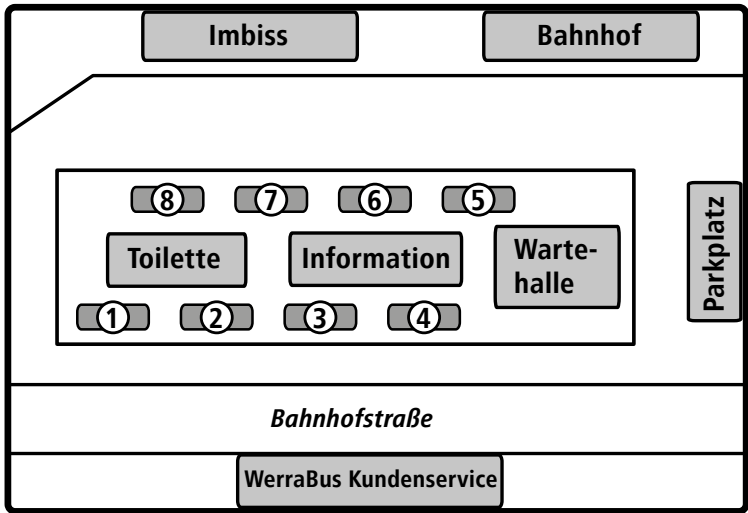 Imbiss
Bahnhof
8
7
6
5
Toilette
Information
Warte-
halle
Parkplatz
1
2
3
4
Bahnhofstraße
WerraBus Kundenservice